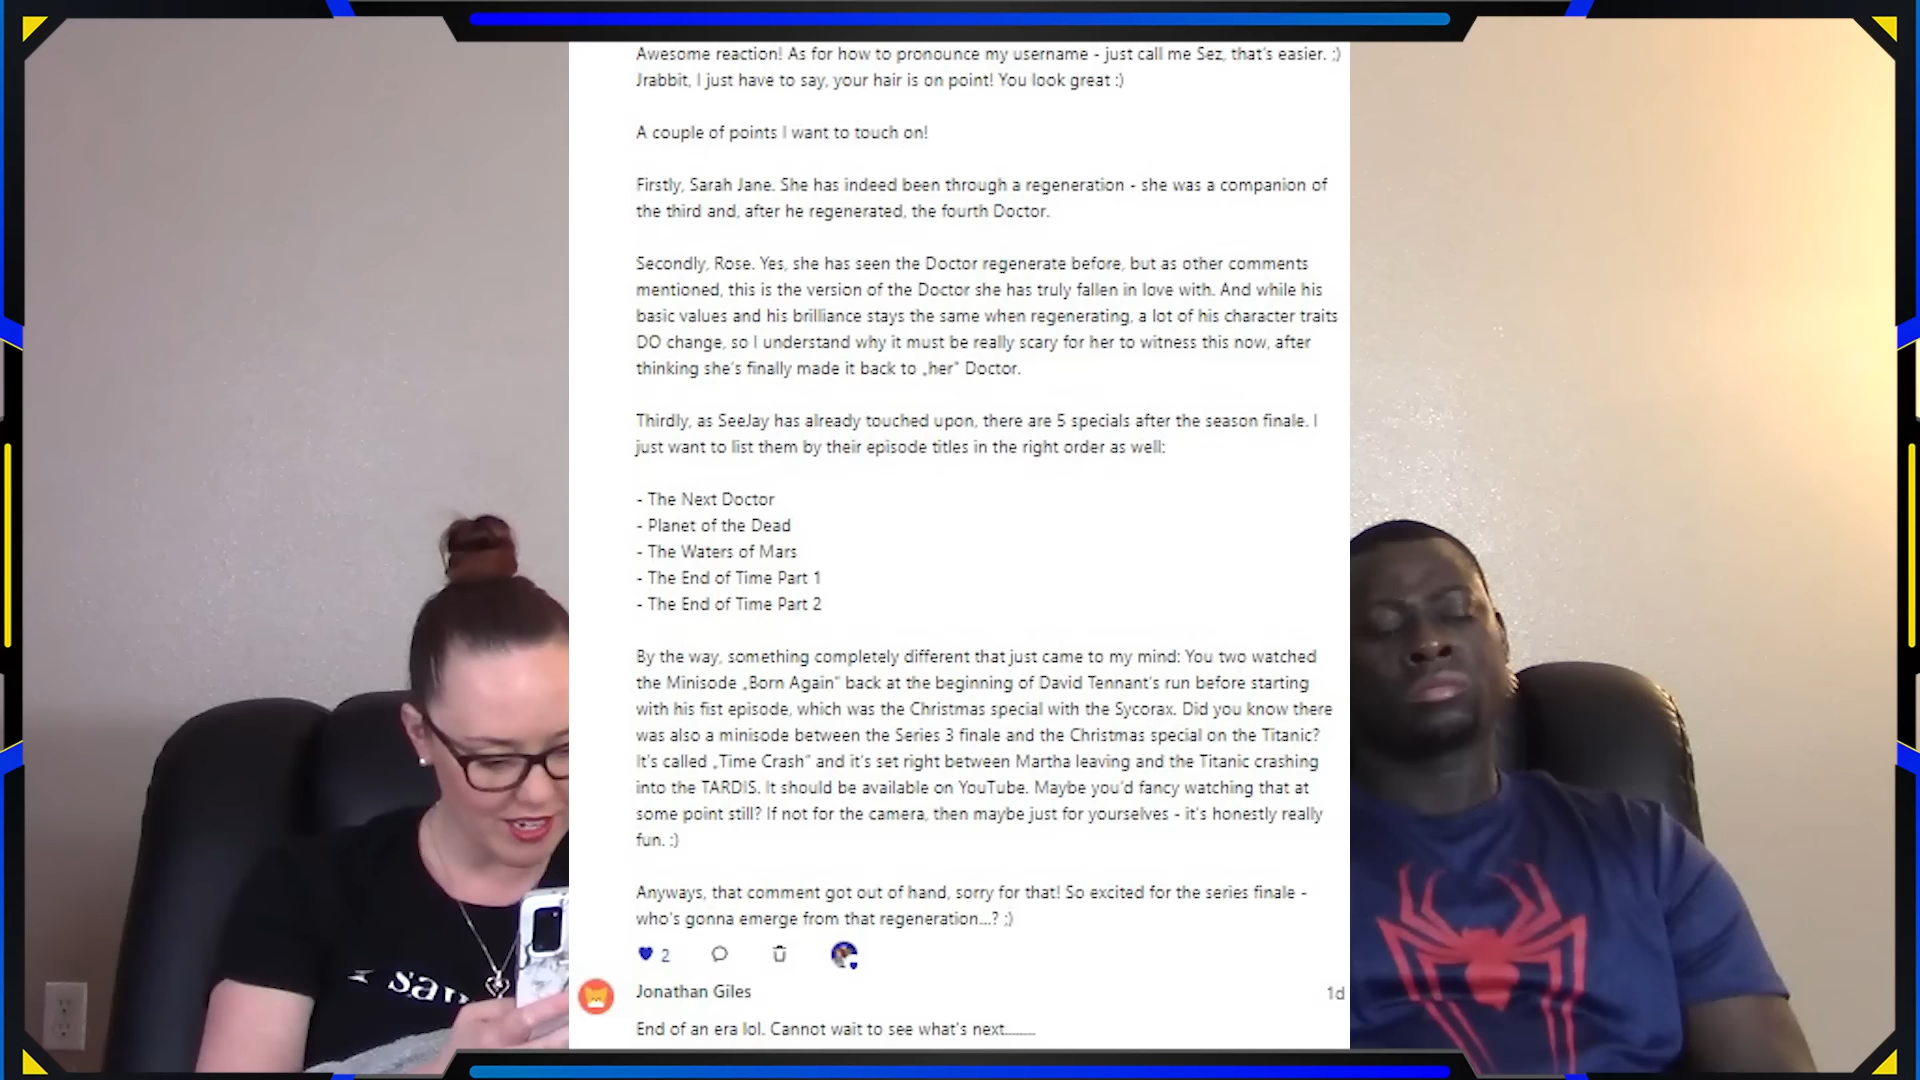 Awesome reaction! As for how to pronounce my username - just call me Sez, that's easier. ;)
Jrabbit, I just have to say, your hair is on point! You look great :)
A couple of points I want to touch on!
Firstly, Sarah Jane. She has indeed been through a regeneration - she was a companion of
the third and, after he regenerated, the fourth Doctor.
Secondly, Rose. Yes, she has seen the Doctor regenerate before, but as other comments
mentioned, this is the version of the Doctor she has truly fallen in love with. And while his
basic values and his brilliance stays the same when regenerating, a lot of his character traits
DO change, so I understand why it must be really scary for her to witness this now, after
thinking she's finally made it back to „her" Doctor.
Thirdly, as SeeJay has already touched upon, there are 5 specials after the season finale. I
just want to list them by their episode titles in the right order as well:
- The Next Doctor
- Planet of the Dead
- The Waters of Mars
- The End of Time Part 1
- The End of Time Part 2
By the way, something completely different that just came to my mind: You two watched
the Minisode „Born Again" back at the beginning of David Tennant's run before starting
with his fist episode, which was the Christmas special with the Sycorax. Did you know there
was also a minisode between the Series 3 finale and the Christmas special on the Titanic?
It's called „Time Crash" and it's set right between Martha leaving and the Titanic crashing
into the TARDIS. It should be available on YouTube. Maybe you'd fancy watching that at
some point still? If not for the camera, then maybe just for yourselves - it's honestly really
fun. :)
Anyways, that comment got out of hand, sorry for that! So excited for the series finale -
who's gonna emerge from that regeneration...? ;)
2
Jonathan Giles
1d
End of an era lol. Cannot wait to see what's next..........